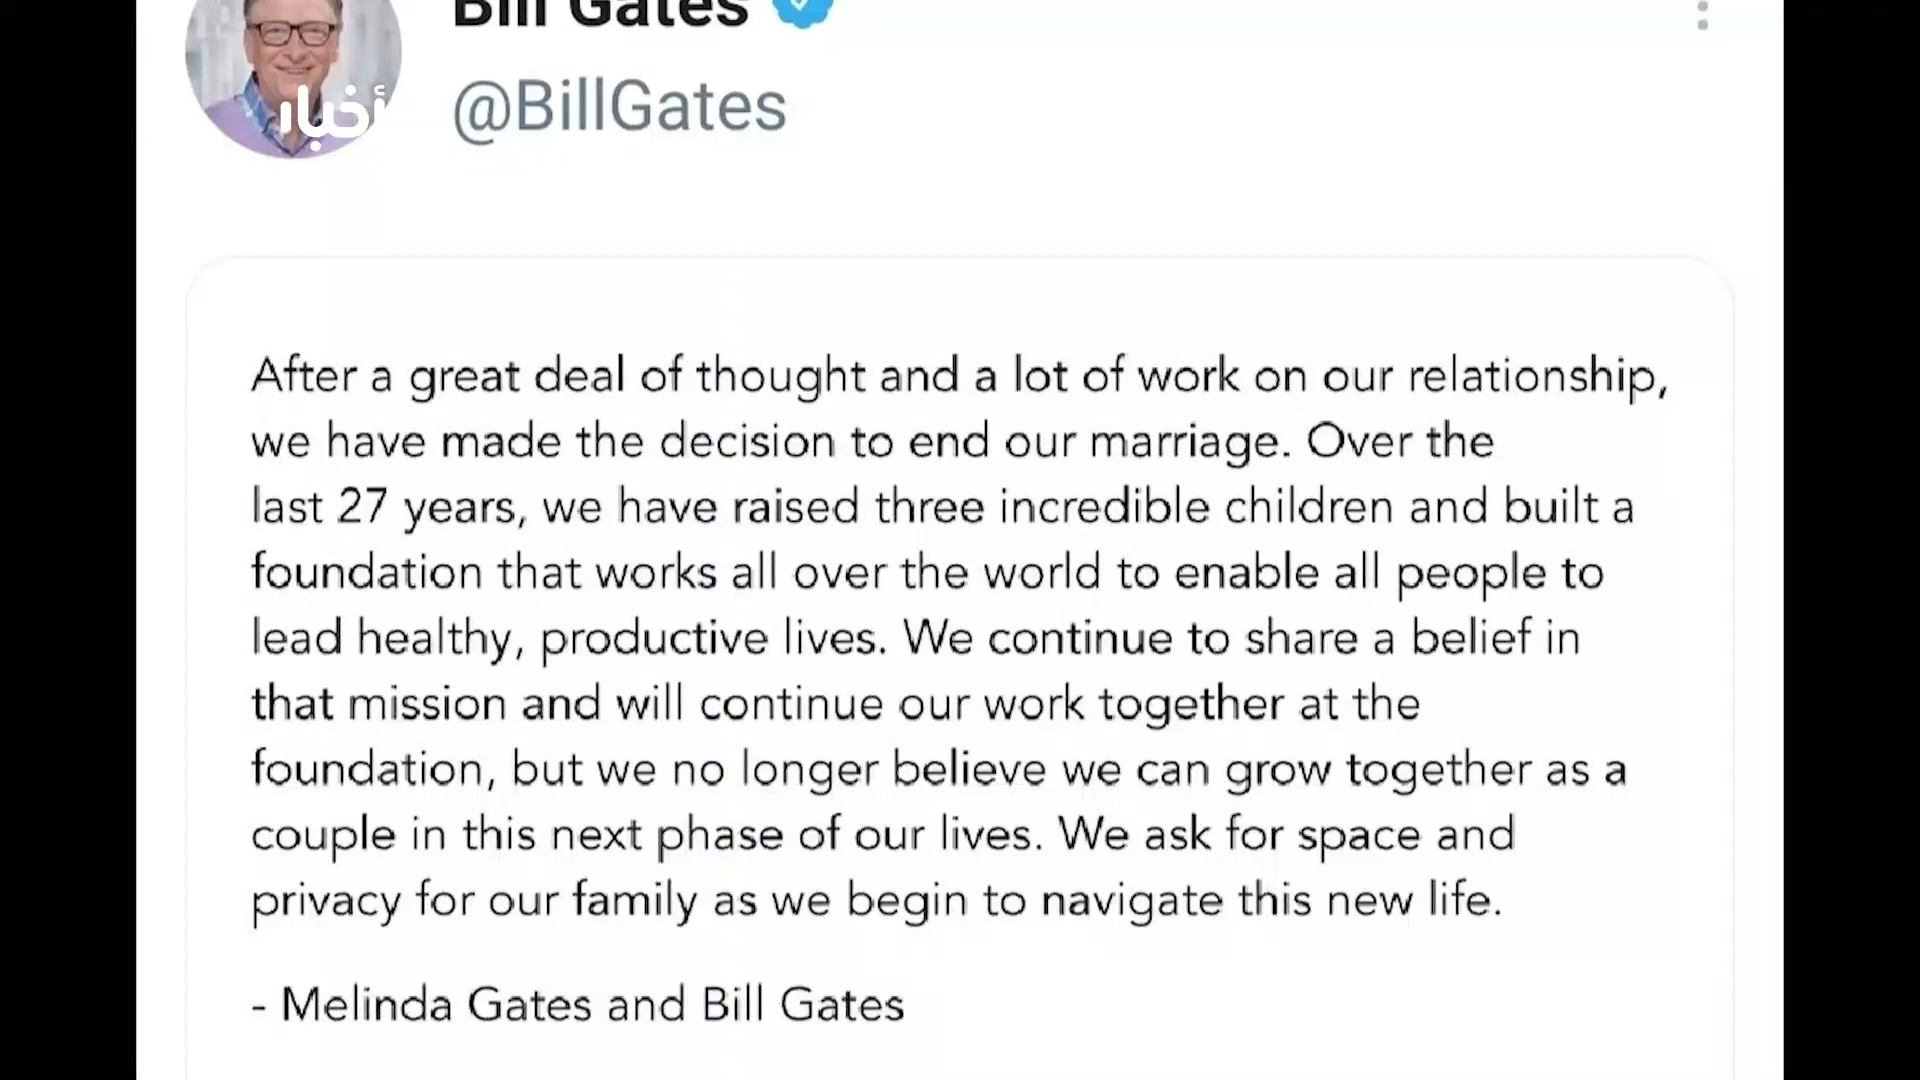 Bill Gates
@BillGates
أخبار
After a great deal of thought and a lot of work on our relationship,
we have made the decision to end our marriage. Over the
last 27 years, we have raised three incredible children and built a
foundation that works all over the world to enable all people to
lead healthy, productive lives. We continue to share a belief in
that mission and will continue our work together at the
foundation, but we no longer believe we can grow together as a
couple in this next phase of our lives. We ask for space and
privacy for our family as we begin to navigate this new life.
- Melinda Gates and Bill Gates